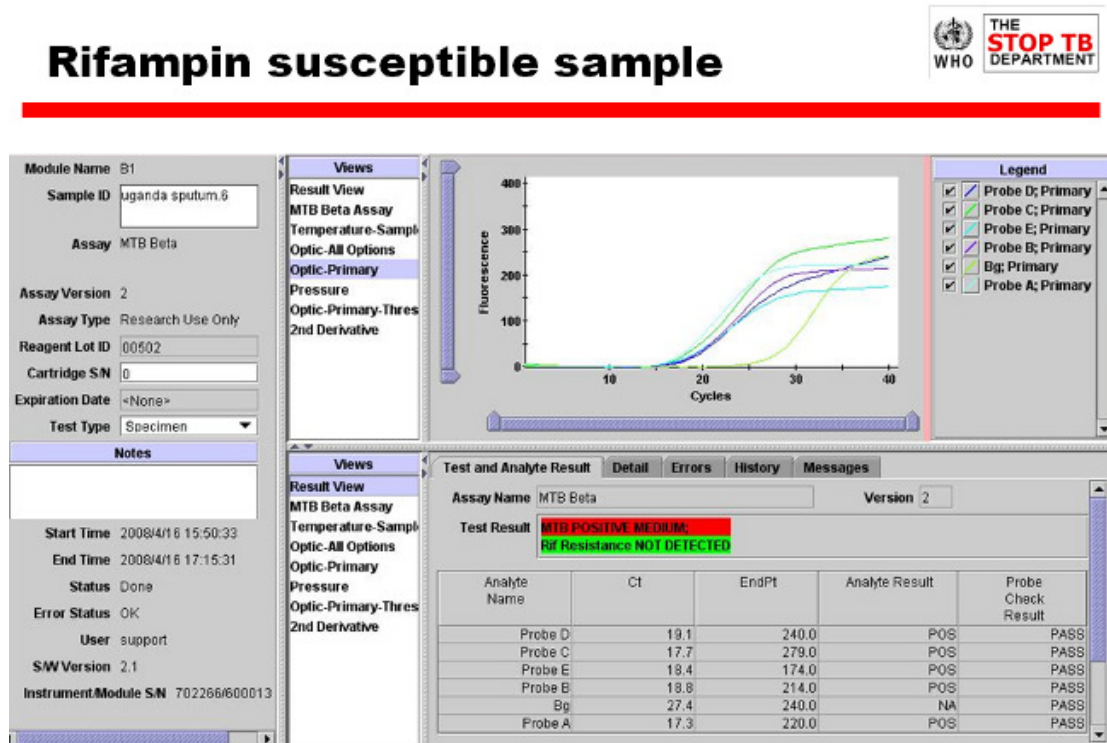 Rifampin susceptible sample
WHO
THE
STOP TB
DEPARTMENT
Module Name B1
Sample ID uganda sputum.6
Assay MTB Beta
Assay Version 2
Assay Type Research Use Only
Reagent Lot ID 00502
Cartridge S/N 0
Expiration Date <None>
Test Type Specimen
Notes
Start Time 2008/4/16 15:50:33
End Time 2008/4/16 17:15:31
Status Done
Error Status OK
User support
S/W Version 2.1
Instrument/Module S/N 702266/600013
Views
Result View
MTB Beta Assay
Temperature-Sampl
Optic-All Options
Optic-Primary
Pressure
Optic-Primary-Thres
2nd Derivative
Fluorescence
400
300
200
100
0
10 20 30 40
Cycles
Legend
Probe D; Primary
Probe C; Primary
Probe E; Primary
Probe B; Primary
Bg; Primary
Probe A; Primary
Views
Result View
MTB Beta Assay
Temperature-Sampl
Optic-All Options
Optic-Primary
Pressure
Optic-Primary-Thres
2nd Derivative
Test and Analyte Result Detail Errors History Messages
Assay Name MTB Beta Version 2
Test Result MTB POSITIVE MEDIUM;
Rif Resistance NOT DETECTED
Analyte Name Ct EndPt Analyte Result Probe Check Result
Probe D 19.1 240.0 POS PASS
Probe C 17.7 279.0 POS PASS
Probe E 18.4 174.0 POS PASS
Probe B 18.8 214.0 POS PASS
Bg 27.4 240.0 NA PASS
Probe A 17.3 220.0 POS PASS